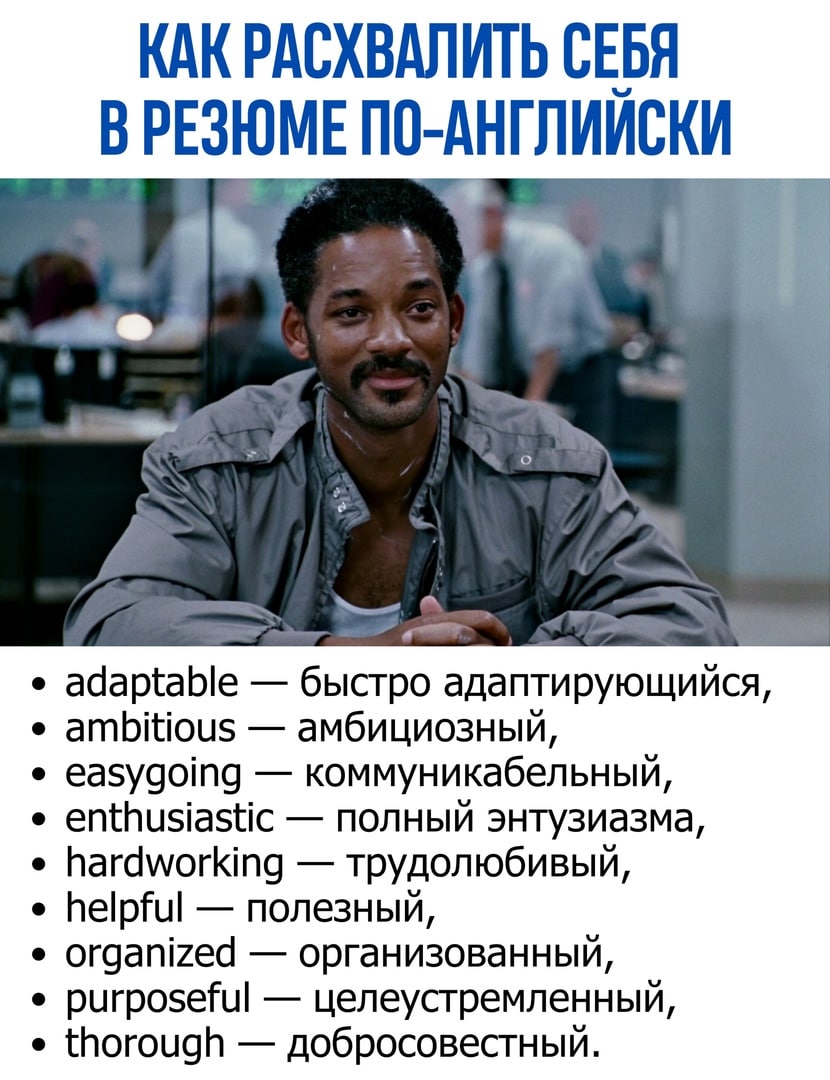 КАК РАСХВАЛИТЬ СЕБЯ
В РЕЗЮМЕ ПО-АНГЛИЙСКИ
• adaptable — быстро адаптирующийся,
• ambitious — амбициозный,
• easygoing — коммуникабельный,
• enthusiastic — полный энтузиазма,
• hardworking — трудолюбивый,
• helpful — полезный,
• organized — организованный,
• purposeful — целеустремленный,
• thorough — добросовестный.